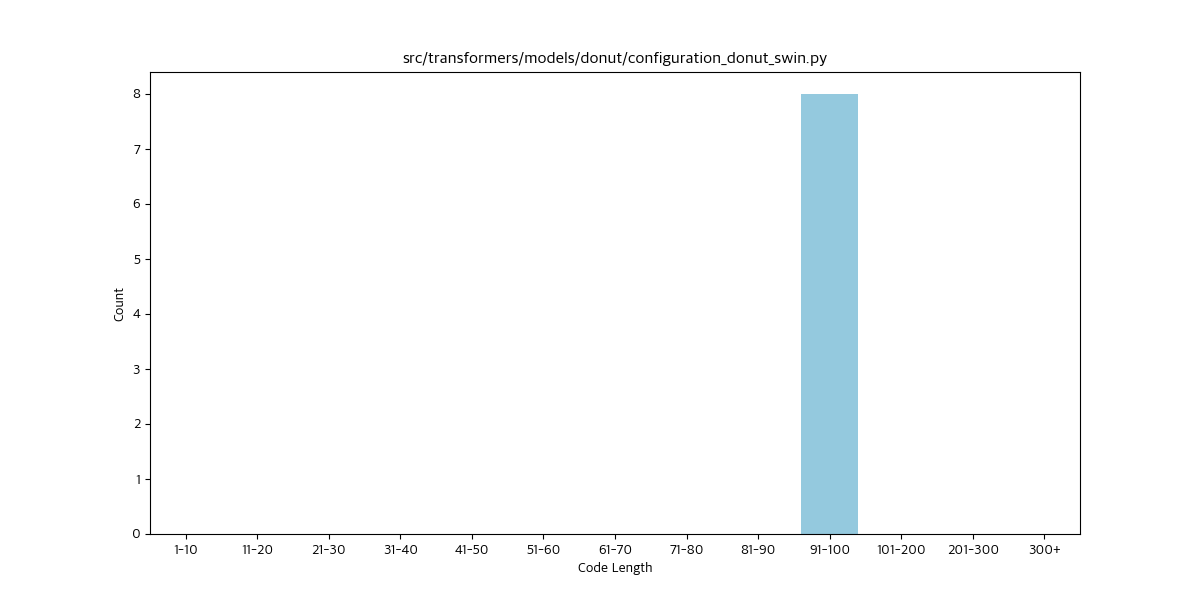 src/transformers/models/donut/configuration_donut_swin.py
8
7
6
5
4
3
2
1
0
Count
1-10 11-20 21-30 31-40 41-50 51-60 61-70 71-80 81-90 91-100 101-200 201-300 300+
Code Length